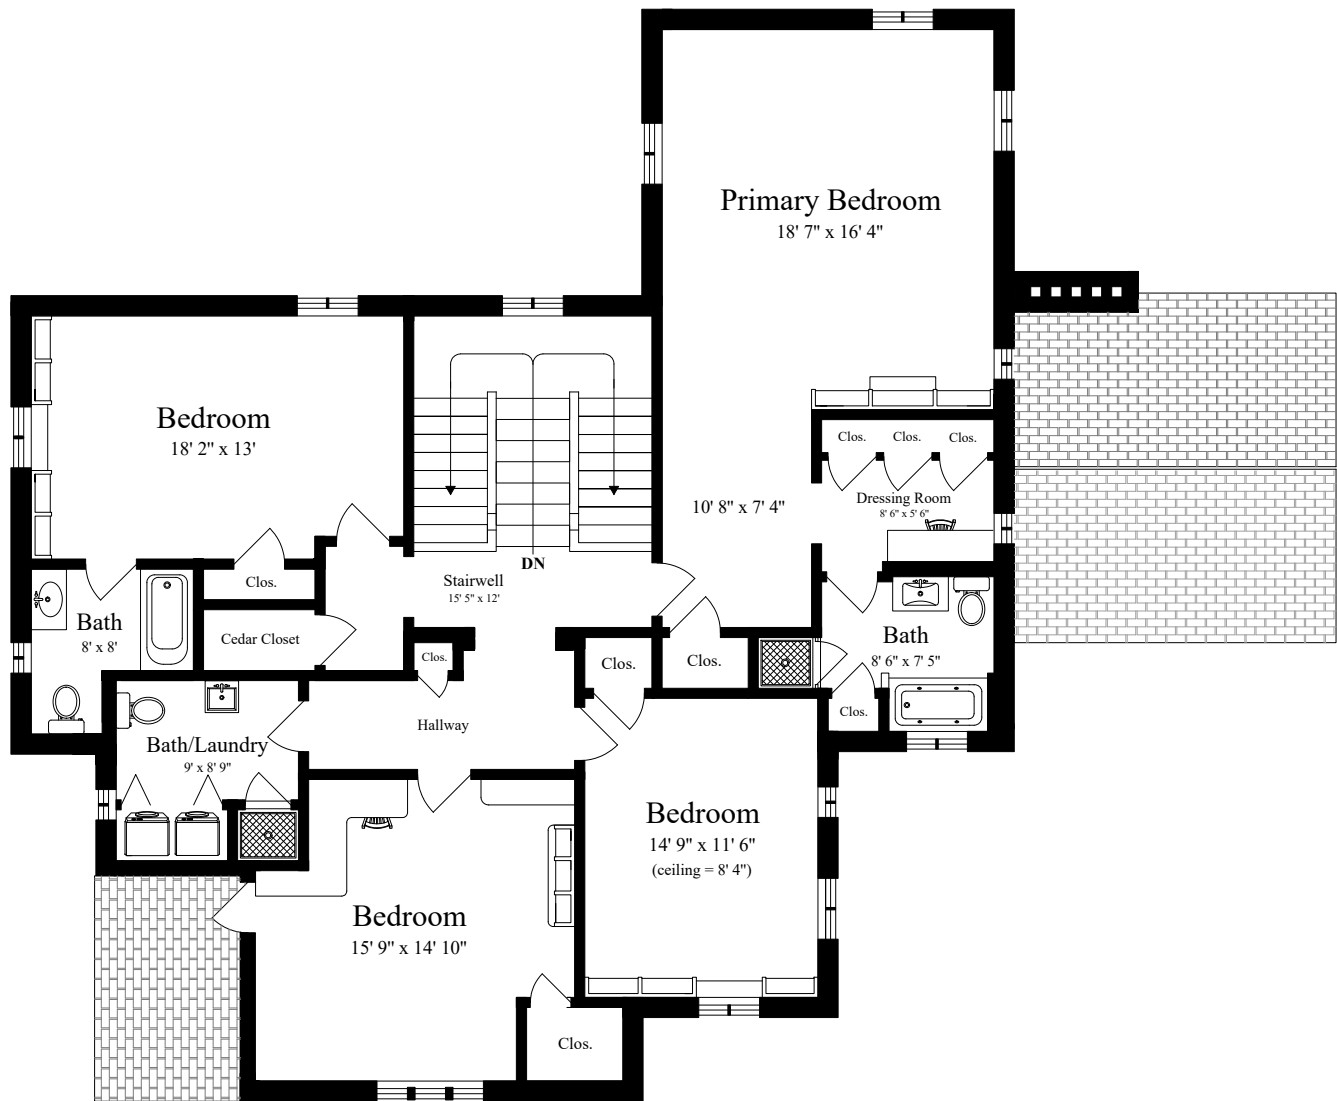 Primary Bedroom
18' 7" x 16' 4"
Bedroom
18' 2" x 13'
Clos.
Clos.
Clos.
Dressing Room
8' 6" x 5' 6"
10' 8" x 7' 4"
DN
Stairwell
15' 5" x 12'
Clos.
Bath
8' x 8'
Cedar Closet
Clos.
Clos.
Clos.
Bath
8' 6" x 7' 5"
Clos.
Hallway
Bath/Laundry
9' x 8' 9"
Bedroom
14' 9" x 11' 6"
(ceiling = 8' 4")
Bedroom
15' 9" x 14' 10"
Clos.